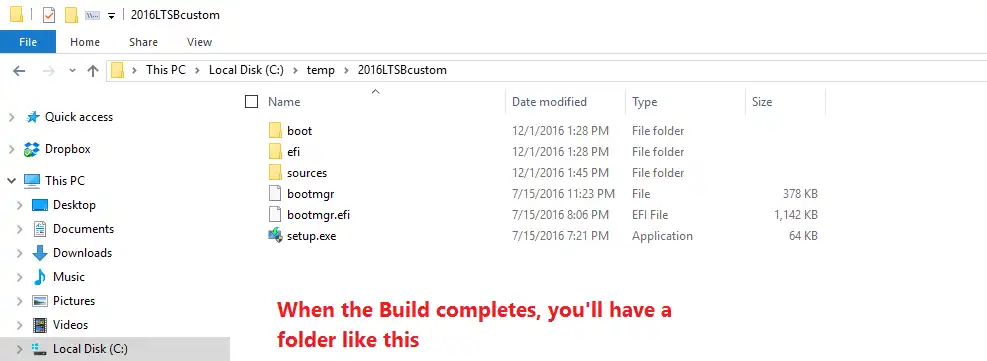 2016LTSBcustom
File Home Share View
This PC Local Disk (C:) temp 2016LTSBcustom
Name Date modified Type Size
Quick access
Dropbox
This PC
Desktop
Documents
Downloads
Music
Pictures
Videos
Local Disk (C:)
boot 12/1/2016 1:28 PM File folder
efi 12/1/2016 1:28 PM File folder
sources 12/1/2016 1:45 PM File folder
bootmgr 7/15/2016 11:23 PM File 378 KB
bootmgr.efi 7/15/2016 8:06 PM EFI File 1,142 KB
setup.exe 7/15/2016 7:21 PM Application 64 KB
When the Build completes, you'll have a
folder like this